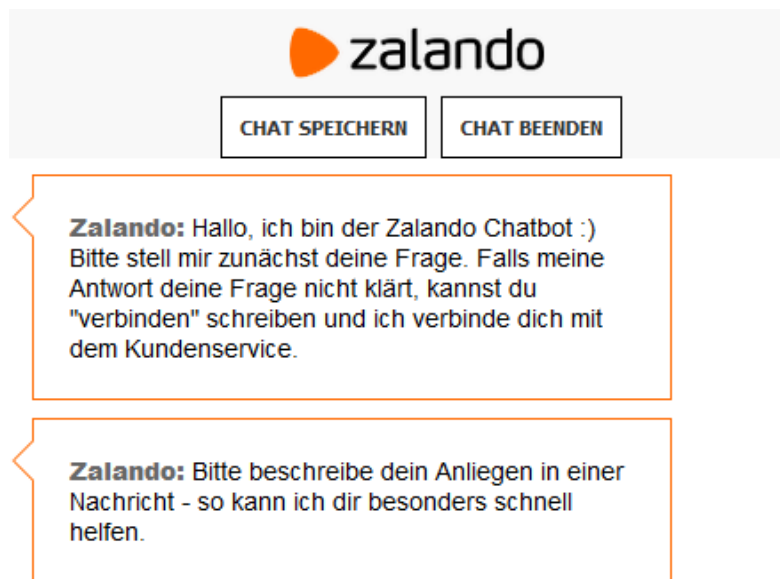 zalando
CHAT SPEICHERN CHAT BEENDEN
Zalando: Hallo, ich bin der Zalando Chatbot :)
Bitte stell mir zunächst deine Frage. Falls meine
Antwort deine Frage nicht klärt, kannst du
"verbinden" schreiben und ich verbinde dich mit
dem Kundenservice.
Zalando: Bitte beschreibe dein Anliegen in einer
Nachricht - so kann ich dir besonders schnell
helfen.